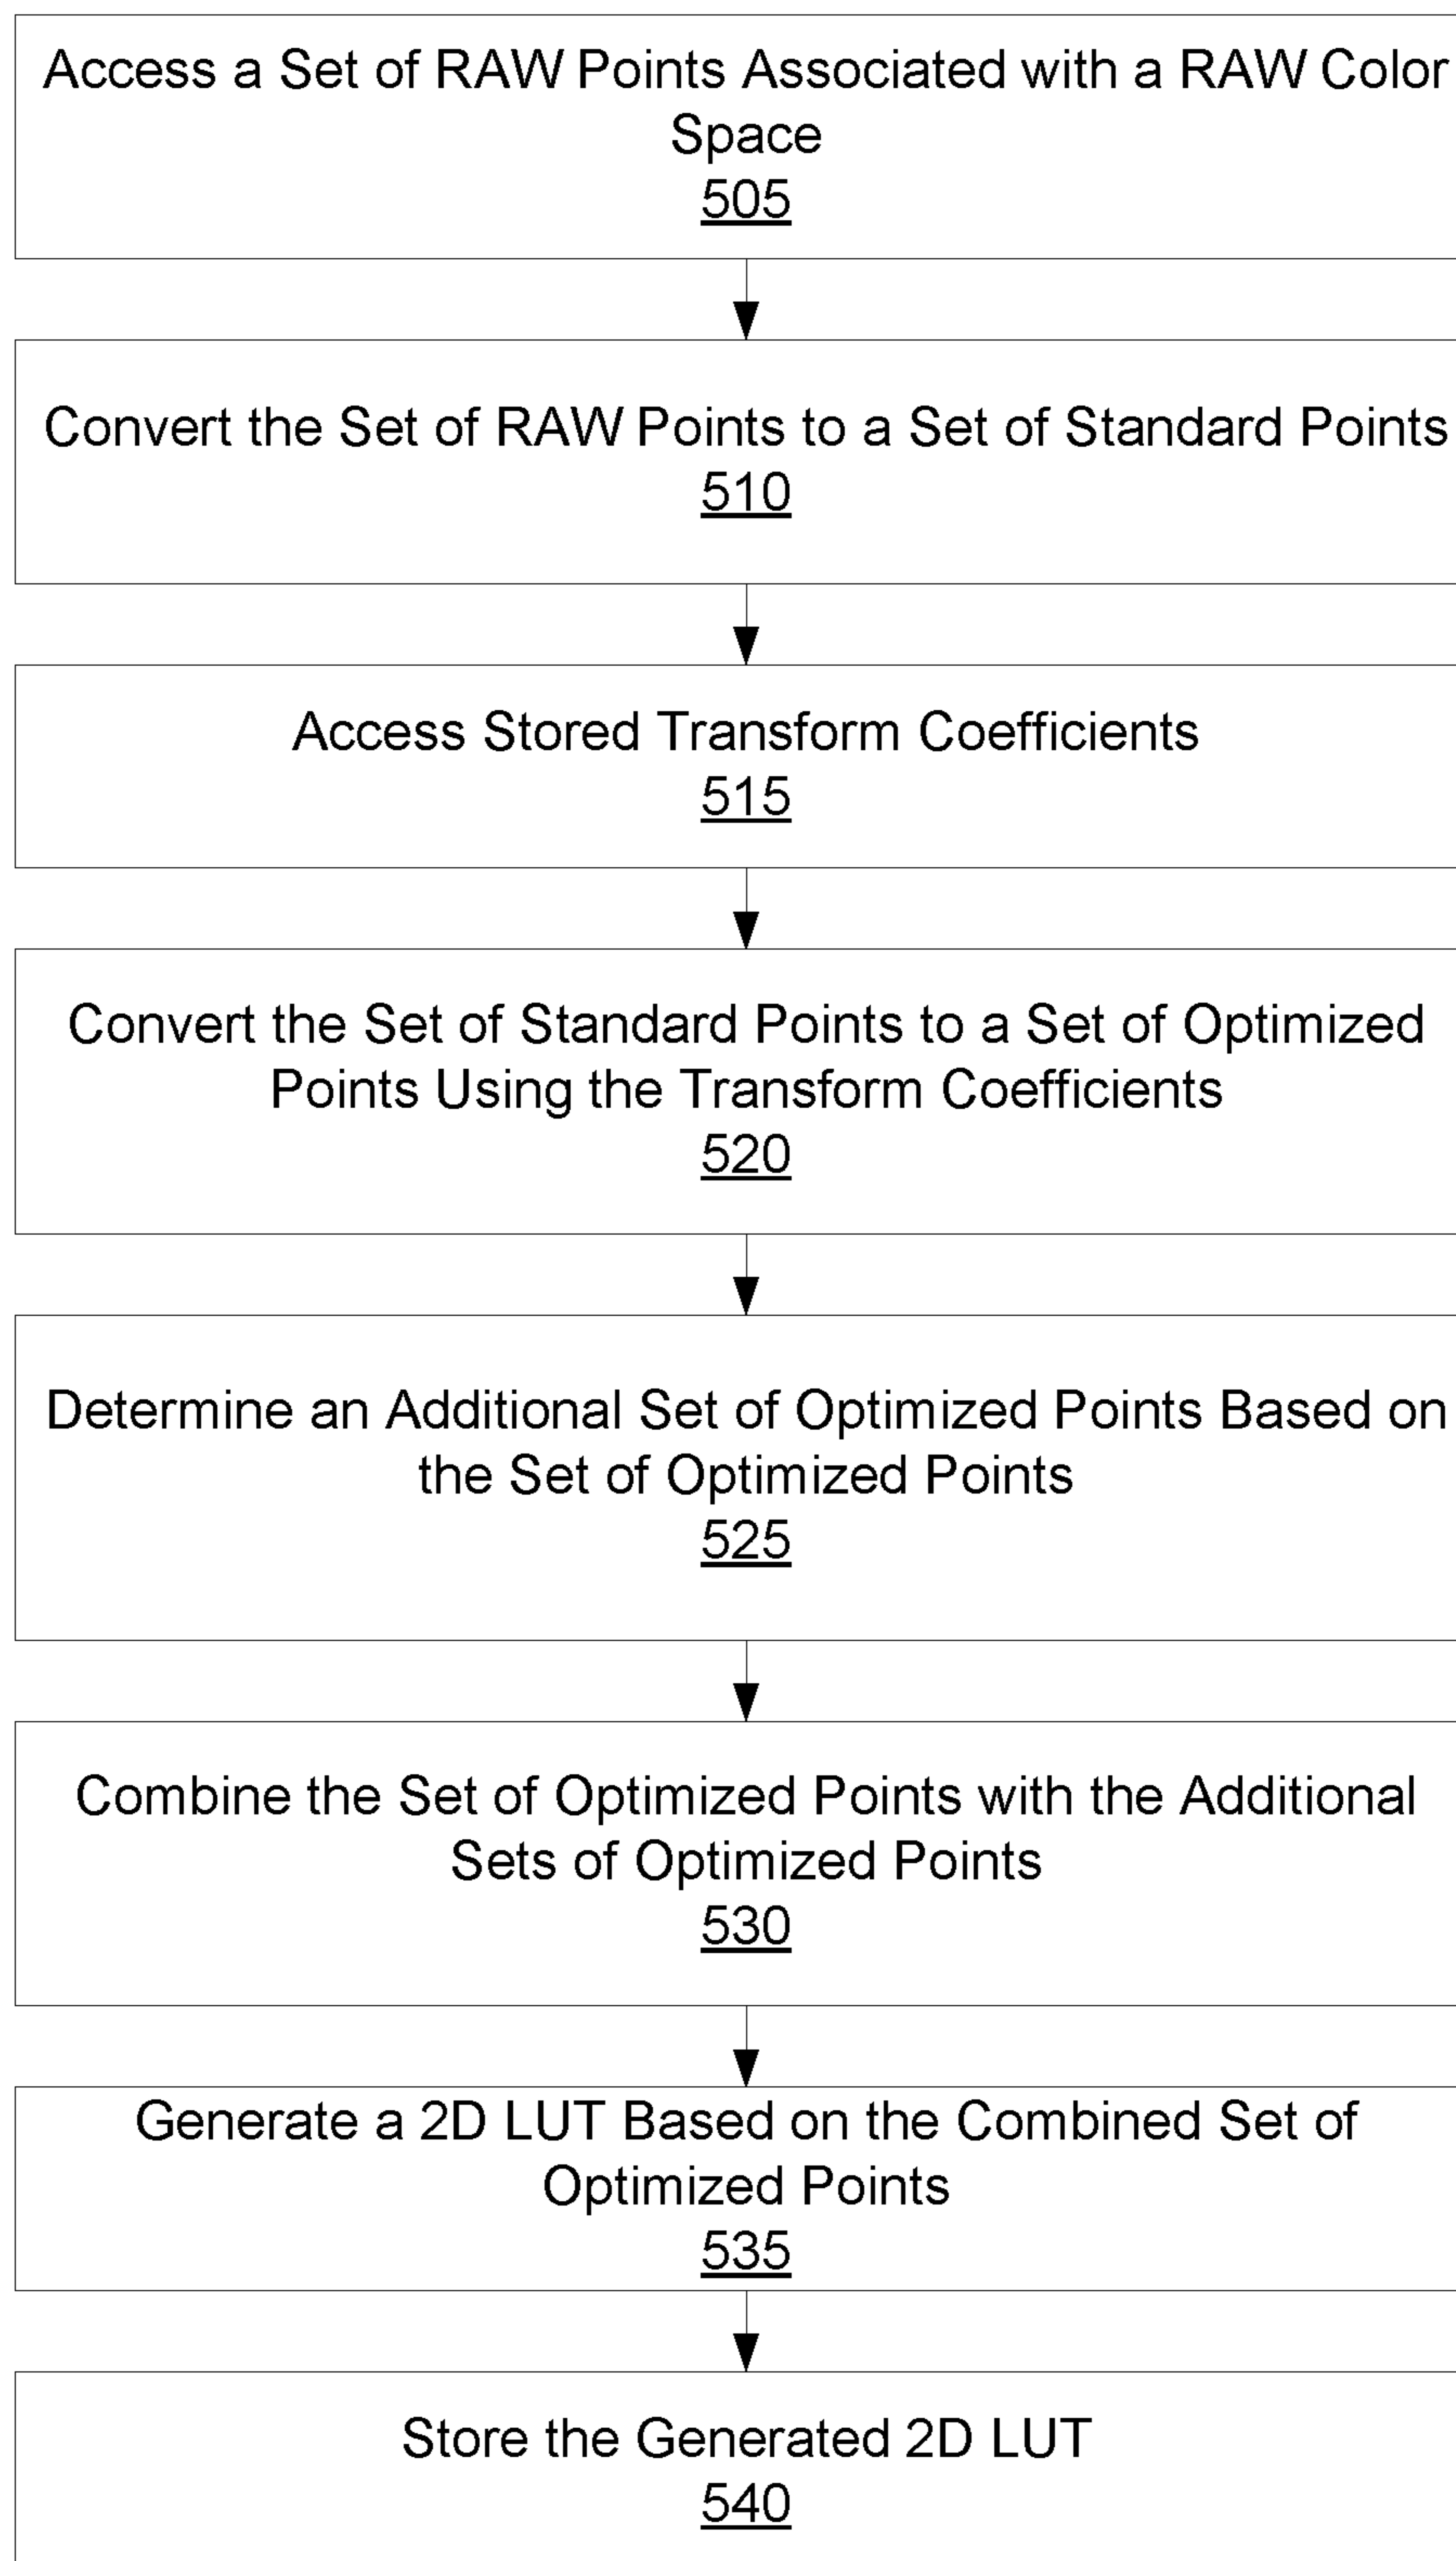 Access a Set of RAW Points Associated with a RAW Color
Space
505
Convert the Set of RAW Points to a Set of Standard Points
510
Access Stored Transform Coefficients
515
Convert the Set of Standard Points to a Set of Optimized
Points Using the Transform Coefficients
520
Determine an Additional Set of Optimized Points Based on
the Set of Optimized Points
525
Combine the Set of Optimized Points with the Additional
Sets of Optimized Points
530
Generate a 2D LUT Based on the Combined Set of
Optimized Points
535
Store the Generated 2D LUT
540